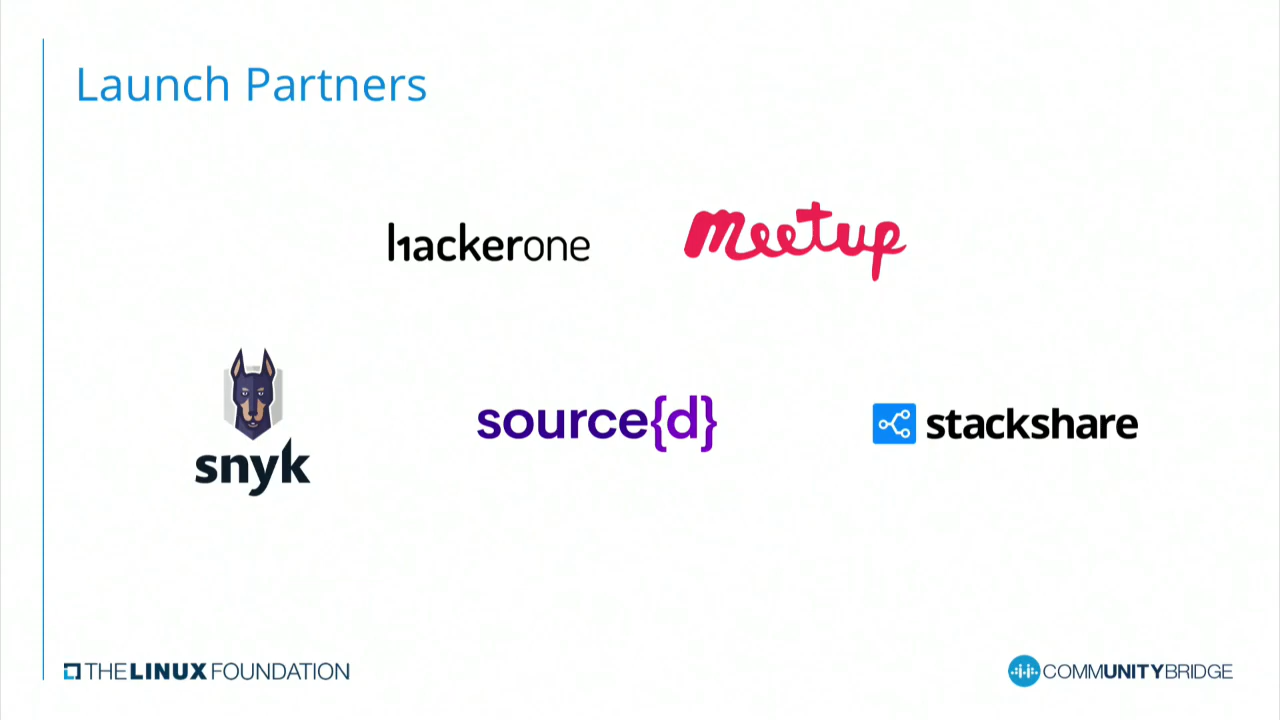 Launch Partners
hackerone
meetup
snyk
source{d}
stackshare
THE LINUX FOUNDATION
COMMUNITYBRIDGE